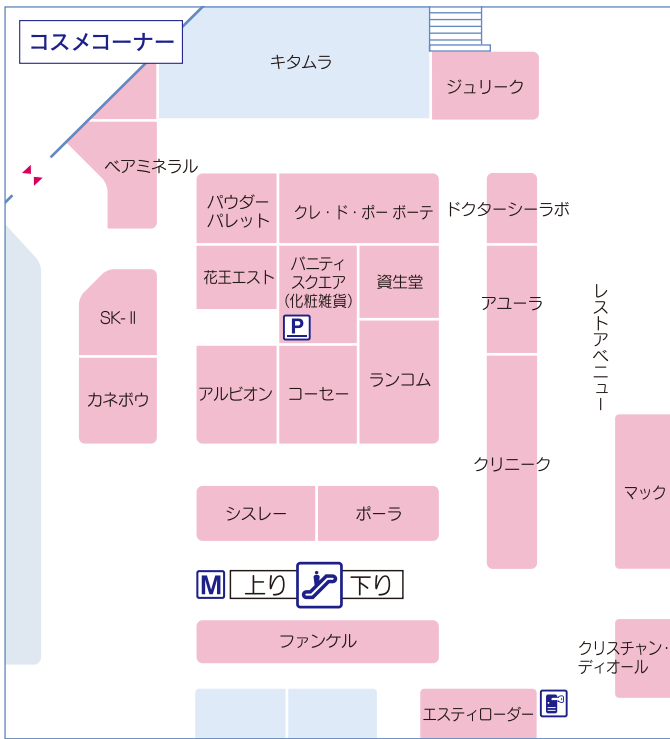 コスメコーナー
キタムラ
ジュリーク
ベアミネラル
パウダー
パレット
クレ・ド・ポー ボーテ
ドクターシーラボ
花王エスト
バニティ
スクエア
(化粧雑貨)
P
資生堂
アユーラ
レストアベニュー
SK-Ⅱ
カネボウ
アルビオン
コーセー
ランコム
クリニーク
マック
シスレー
ポーラ
M
上り
下り
ファンケル
クリスチャン・
ディオール
エスティローダー